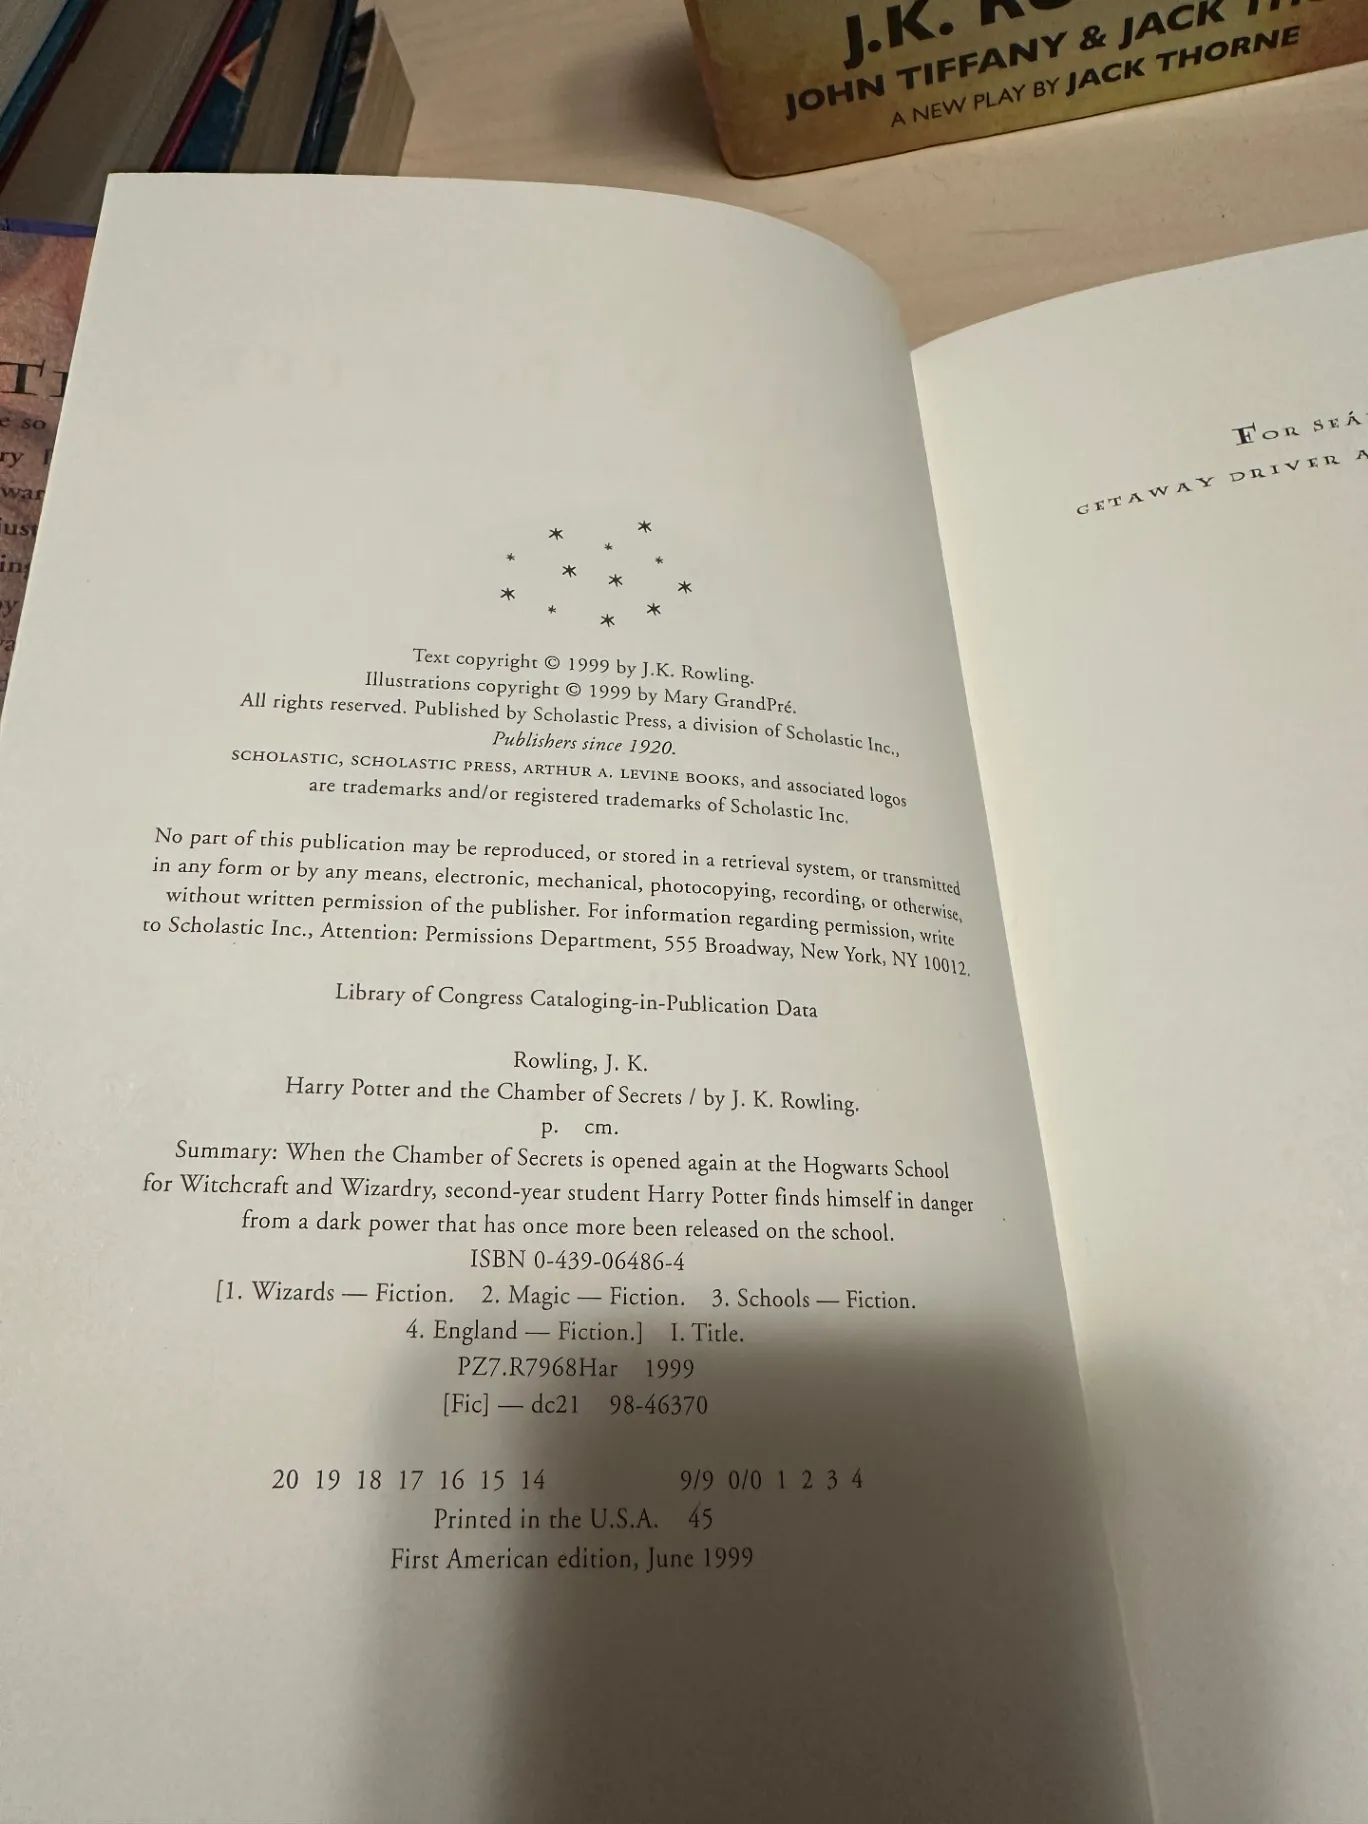 J.K.
JOHN TIFFANY & JACK
A NEW PLAY BY JACK THORNE
so
ry
war
just
by
FOR SEÁ
GETAWAY DRIVER A
Text copyright © 1999 by J.K. Rowling.
Illustrations copyright © 1999 by Mary GrandPré.
All rights reserved. Published by Scholastic Press, a division of Scholastic Inc.,
Publishers since 1920.
SCHOLASTIC, SCHOLASTIC PRESS, ARTHUR A. LEVINE BOOKS, and associated logos
are trademarks and/or registered trademarks of Scholastic Inc.
No part of this publication may be reproduced, or stored in a retrieval system, or transmitted
in any form or by any means, electronic, mechanical, photocopying, recording, or otherwise,
without written permission of the publisher. For information regarding permission, write
to Scholastic Inc., Attention: Permissions Department, 555 Broadway, New York, NY 10012.
Library of Congress Cataloging-in-Publication Data
Rowling, J. K.
Harry Potter and the Chamber of Secrets / by J. K. Rowling.
p. cm.
Summary: When the Chamber of Secrets is opened again at the Hogwarts School
for Witchcraft and Wizardry, second-year student Harry Potter finds himself in danger
from a dark power that has once more been released on the school.
ISBN 0-439-06486-4
[1. Wizards — Fiction. 2. Magic — Fiction. 3. Schools — Fiction.
4. England — Fiction.] I. Title.
PZ7.R7968Har 1999
[Fic] — dc21 98-46370
20 19 18 17 16 15 14 9/9 0/0 1 2 3 4
Printed in the U.S.A. 45
First American edition, June 1999